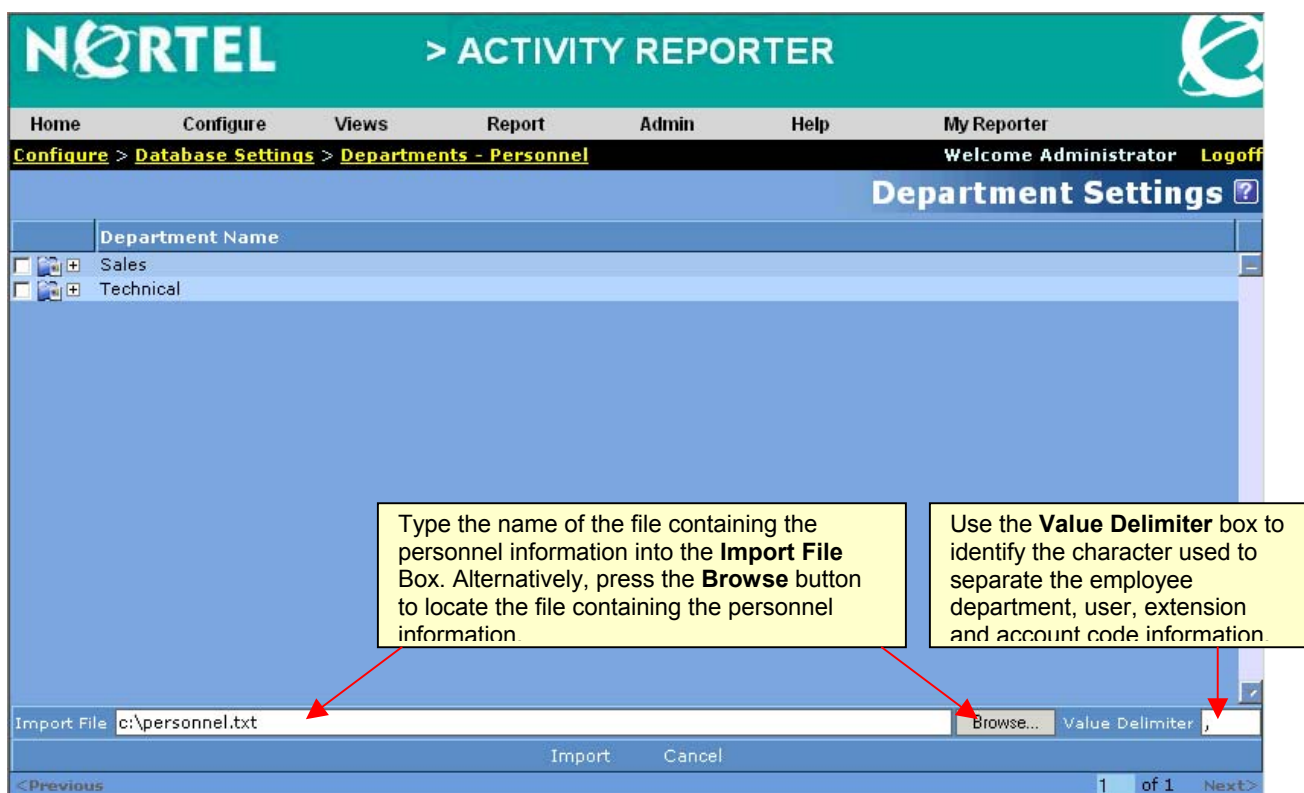 NORTEL > ACTIVITY REPORTER
Home Configure Views Report Admin Help My Reporter
Configure > Database Settings > Departments - Personnel Welcome Administrator Logoff
Department Settings ?
Department Name
Sales
Technical
Type the name of the file containing the
personnel information into the Import File
Box. Alternatively, press the Browse button
to locate the file containing the personnel
information.
Use the Value Delimiter box to
identify the character used to
separate the employee
department, user, extension
and account code information.
Import File c:\personnel.txt Browse... Value Delimiter ,
Import Cancel
<Previous 1 of 1 Next>